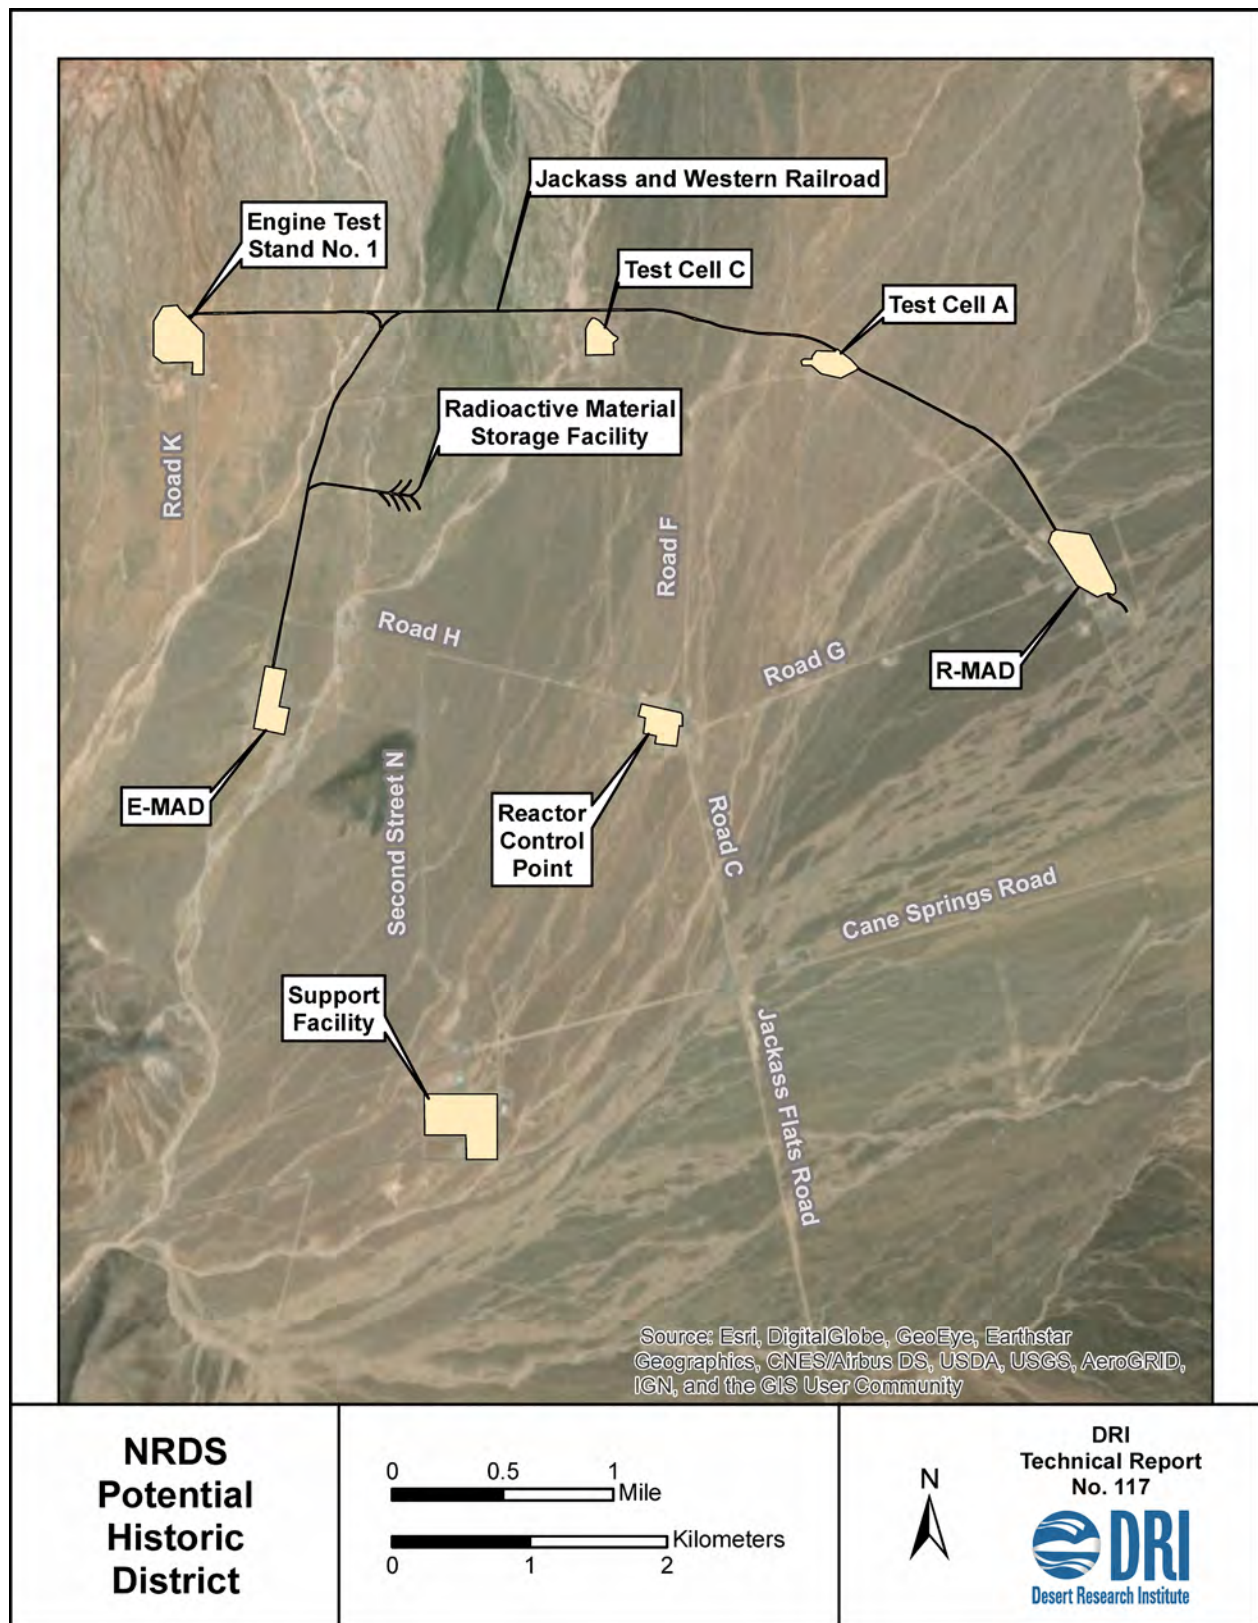 Jackass and Western Railroad
Engine Test
Stand No. 1
Test Cell C
Test Cell A
Radioactive Material
Storage Facility
Road K
Road F
Road H
Road G
R-MAD
E-MAD
Second Street N
Reactor
Control
Point
Road C
Cane Springs Road
Support
Facility
Jackass Flats Road
Source: Esri, DigitalGlobe, GeoEye, Earthstar
Geographics, CNES/Airbus DS, USDA, USGS, AeroGRID,
IGN, and the GIS User Community
NRDS
Potential
Historic
District
0 0.5 1
Mile
Kilometers
0 1 2
N
DRI
Technical Report
No. 117
DRI
Desert Research Institute